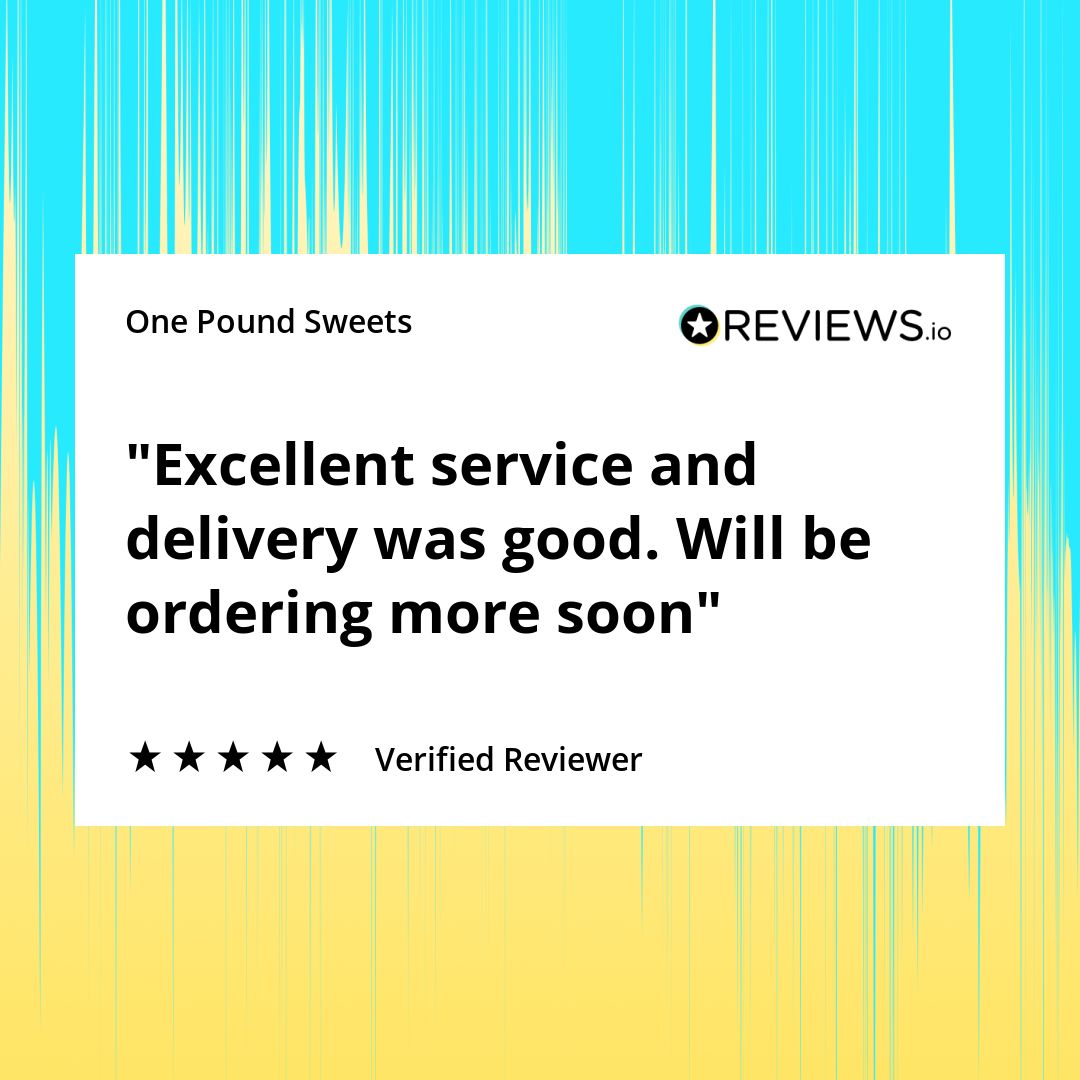 One Pound Sweets
REVIEWS.io
"Excellent service and
delivery was good. Will be
ordering more soon"
★★★★★ Verified Reviewer